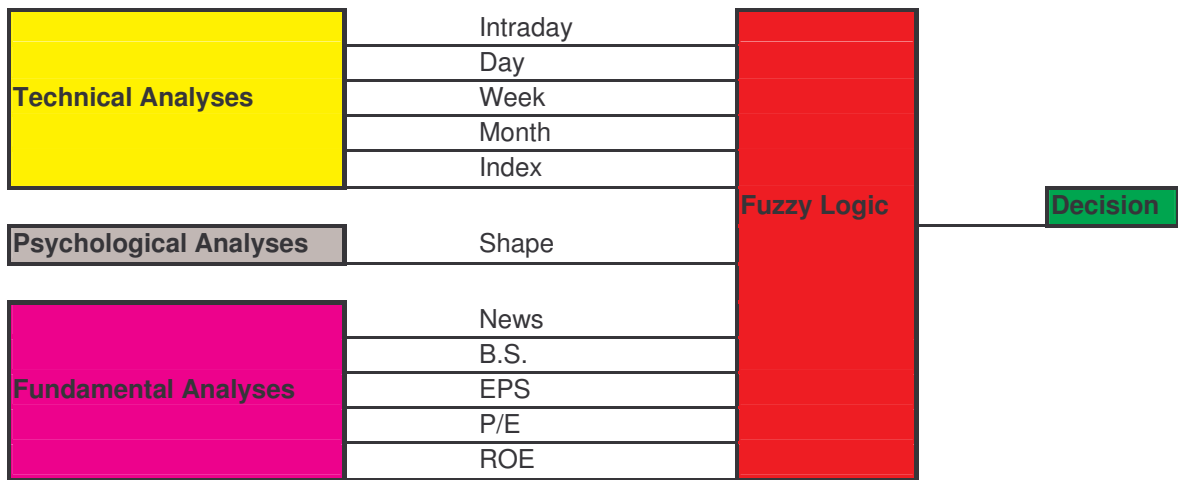 Intraday
Day
Technical Analyses
Week
Month
Index
Fuzzy Logic
Decision
Psychological Analyses
Shape
News
B.S.
Fundamental Analyses
EPS
P/E
ROE